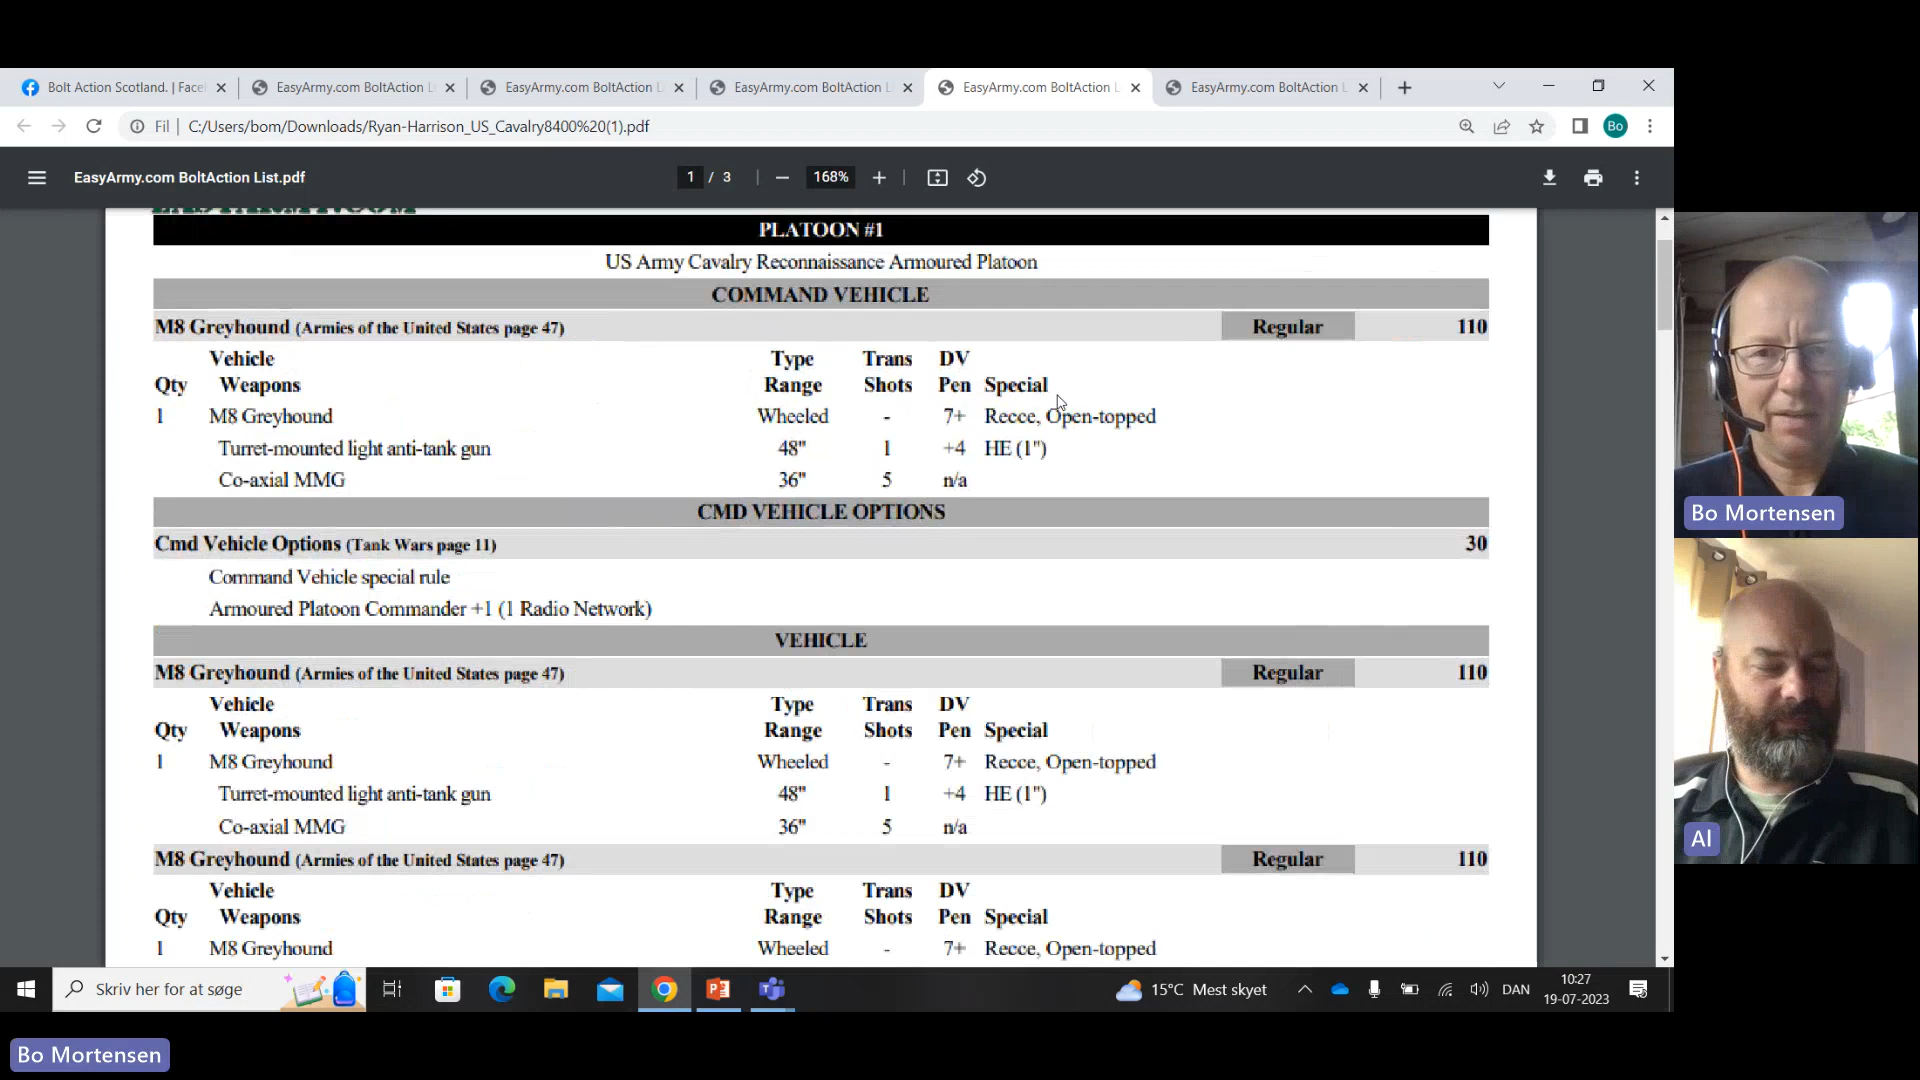 Bolt Action Scotland. | Face
EasyArmy.com BoltAction L
EasyArmy.com BoltAction L
EasyArmy.com BoltAction L
EasyArmy.com BoltAction L
EasyArmy.com BoltAction L
Fil | C:/Users/bom/Downloads/Ryan-Harrison_US_Cavalry8400%20(1).pdf
Bo
EasyArmy.com BoltAction List.pdf
1 / 3
168%
PLATOON #1
US Army Cavalry Reconnaissance Armoured Platoon
COMMAND VEHICLE
M8 Greyhound (Armies of the United States page 47) Regular 110
Vehicle Type Trans DV
Qty Weapons Range Shots Pen Special
1 M8 Greyhound Wheeled - 7+ Recce, Open-topped
Turret-mounted light anti-tank gun 48" 1 +4 HE (1")
Co-axial MMG 36" 5 n/a
CMD VEHICLE OPTIONS
Cmd Vehicle Options (Tank Wars page 11) 30
Command Vehicle special rule
Armoured Platoon Commander +1 (1 Radio Network)
VEHICLE
M8 Greyhound (Armies of the United States page 47) Regular 110
Vehicle Type Trans DV
Qty Weapons Range Shots Pen Special
1 M8 Greyhound Wheeled - 7+ Recce, Open-topped
Turret-mounted light anti-tank gun 48" 1 +4 HE (1")
Co-axial MMG 36" 5 n/a
M8 Greyhound (Armies of the United States page 47) Regular 110
Vehicle Type Trans DV
Qty Weapons Range Shots Pen Special
1 M8 Greyhound Wheeled - 7+ Recce, Open-topped
Bo Mortensen
Al
Skriv her for at søge
15°C Mest skyet
DAN
10:27
19-07-2023
Bo Mortensen